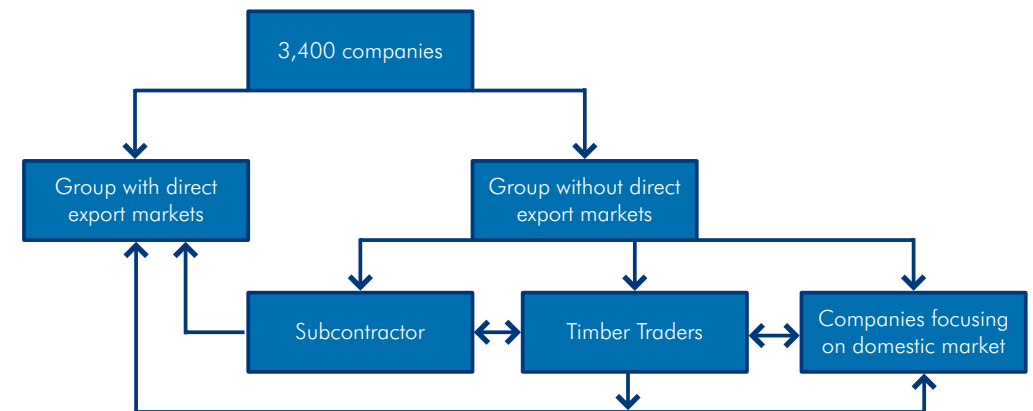 3,400 companies
Group with direct
export markets
Group without direct
export markets
Subcontractor
Timber Traders
Companies focusing
on domestic market